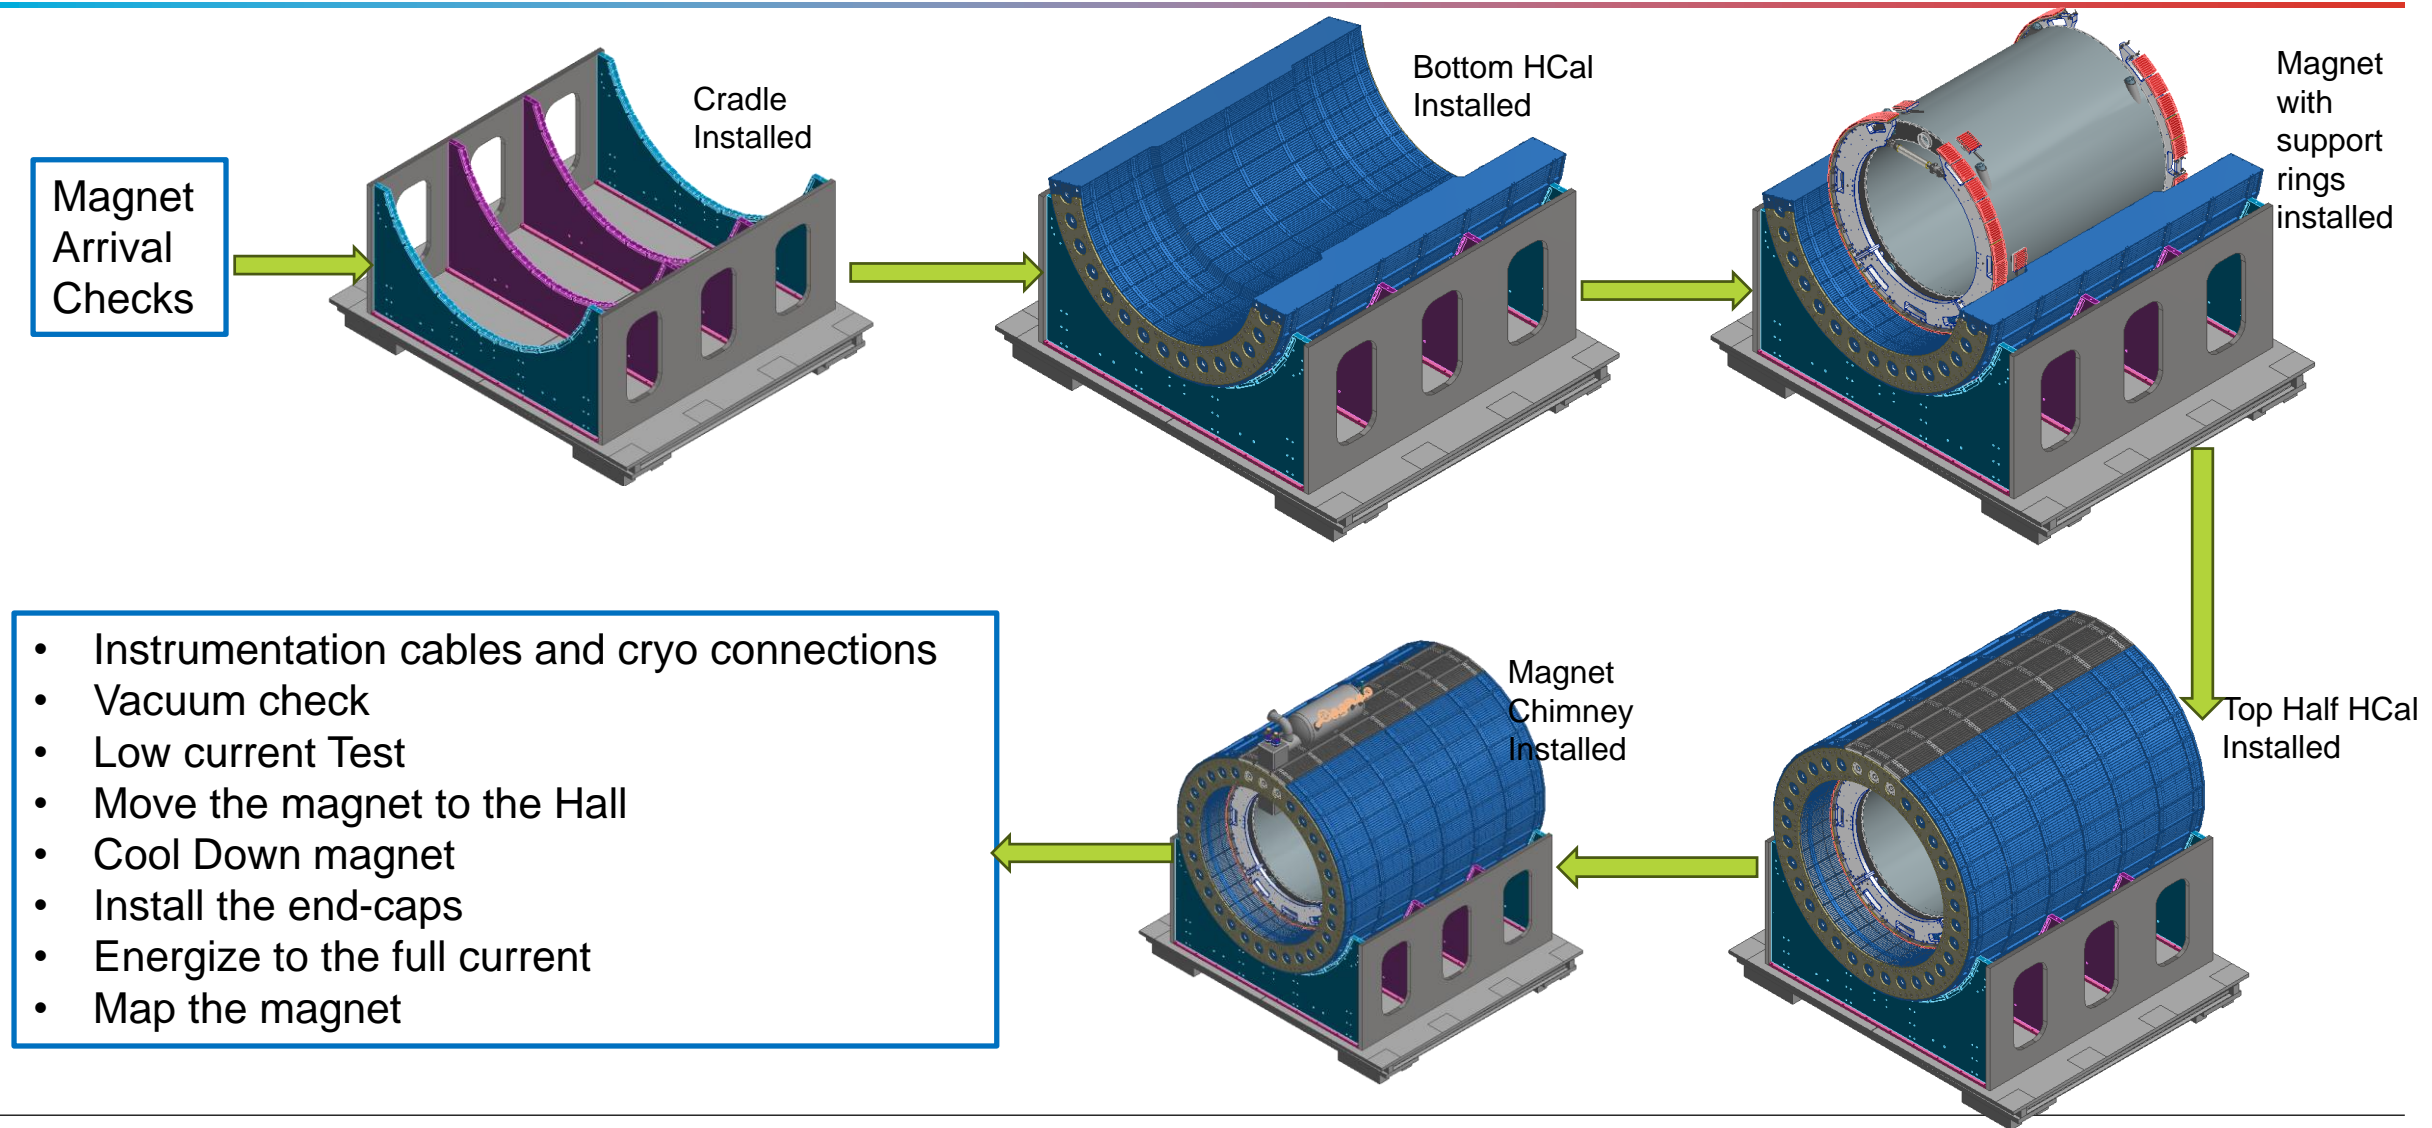 Magnet
Arrival
Checks
Cradle
Installed
Bottom HCal
Installed
Magnet
with
support
rings
installed
Top Half HCal
Installed
Magnet
Chimney
Installed
• Instrumentation cables and cryo connections
• Vacuum check
• Low current Test
• Move the magnet to the Hall
• Cool Down magnet
• Install the end-caps
• Energize to the full current
• Map the magnet